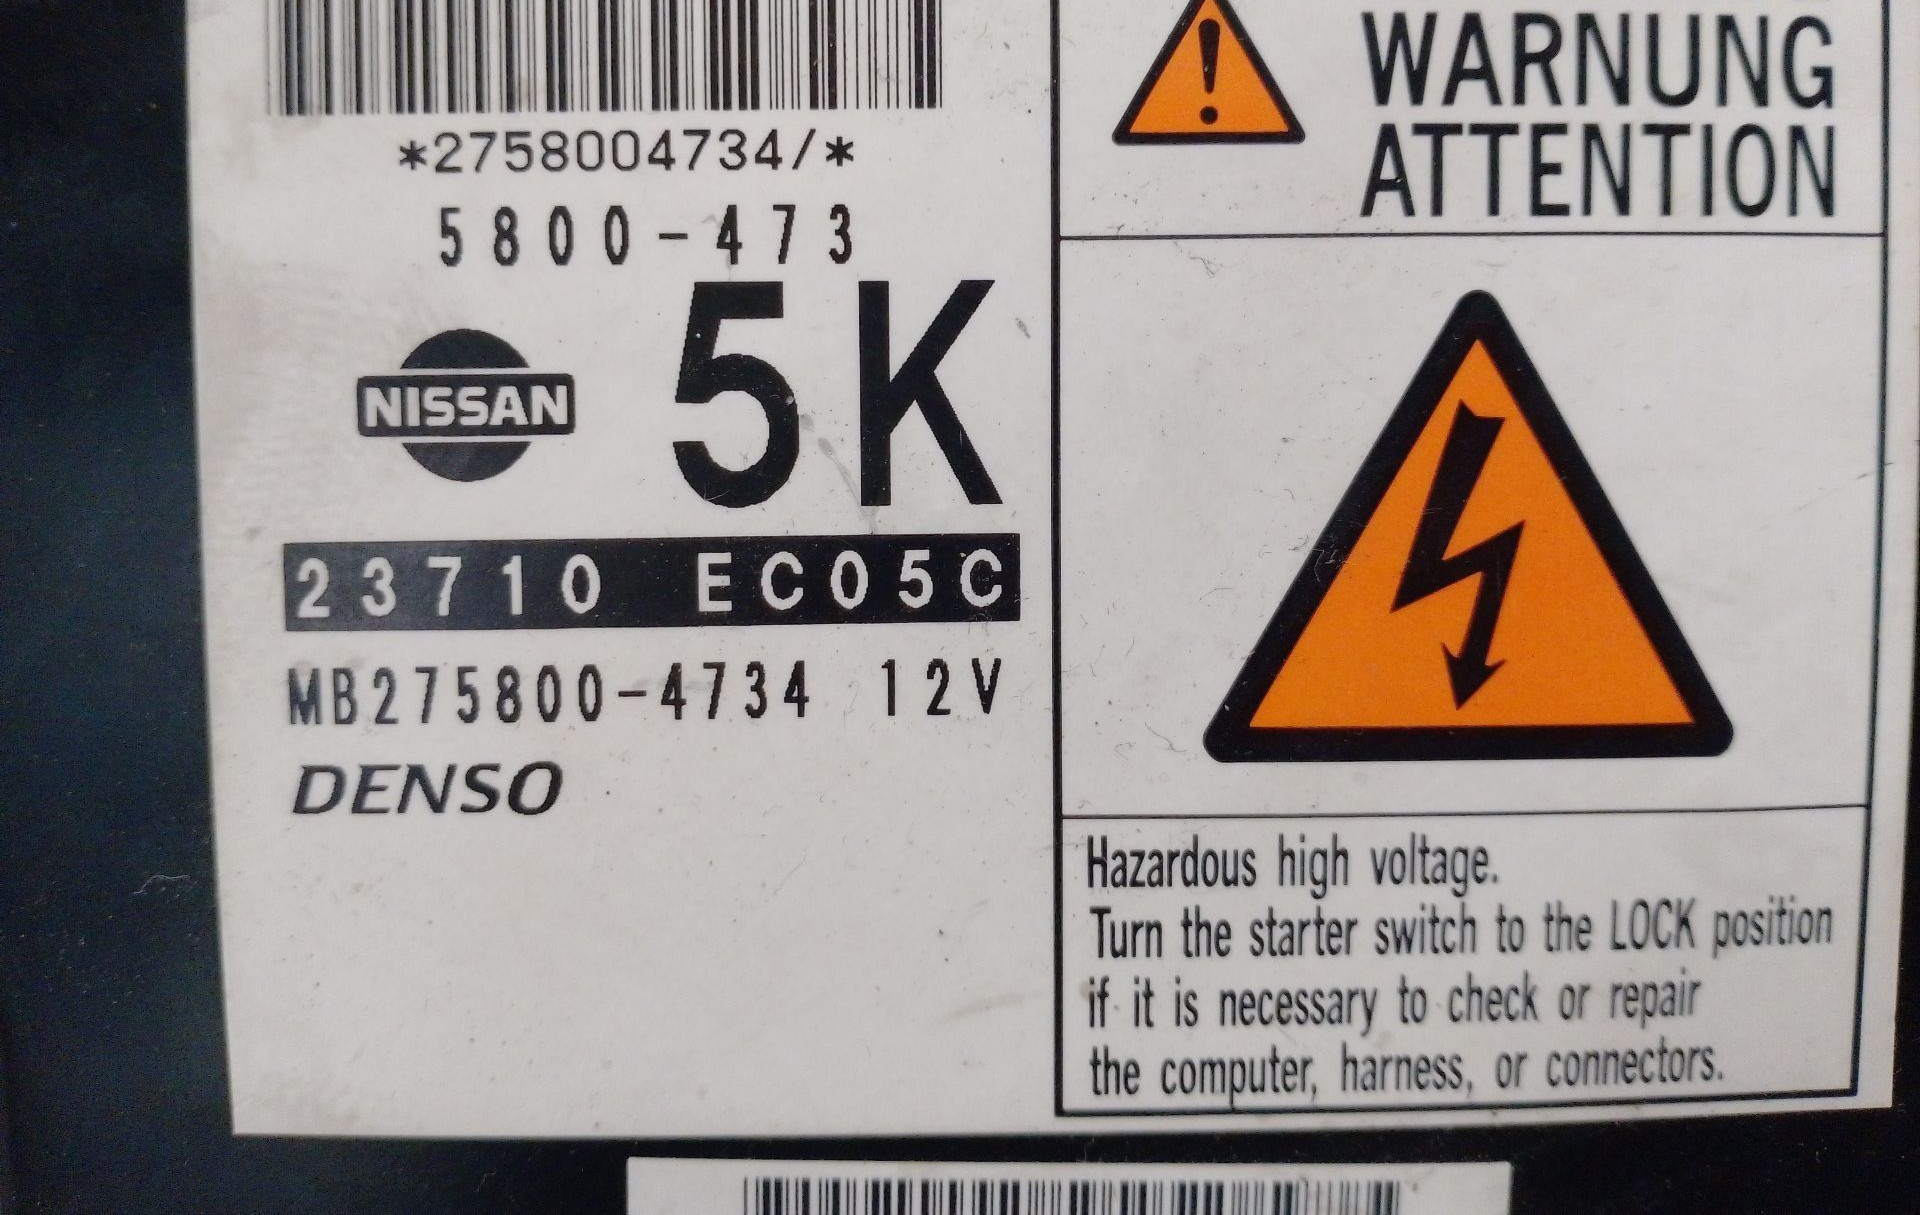 *2758004734/*
5800-473
NISSAN
5K
23710 EC05C
MB275800-4734 12V
DENSO
WARNUNG
ATTENTION
Hazardous high voltage.
Turn the starter switch to the LOCK position
if it is necessary to check or repair
the computer, harness, or connectors.